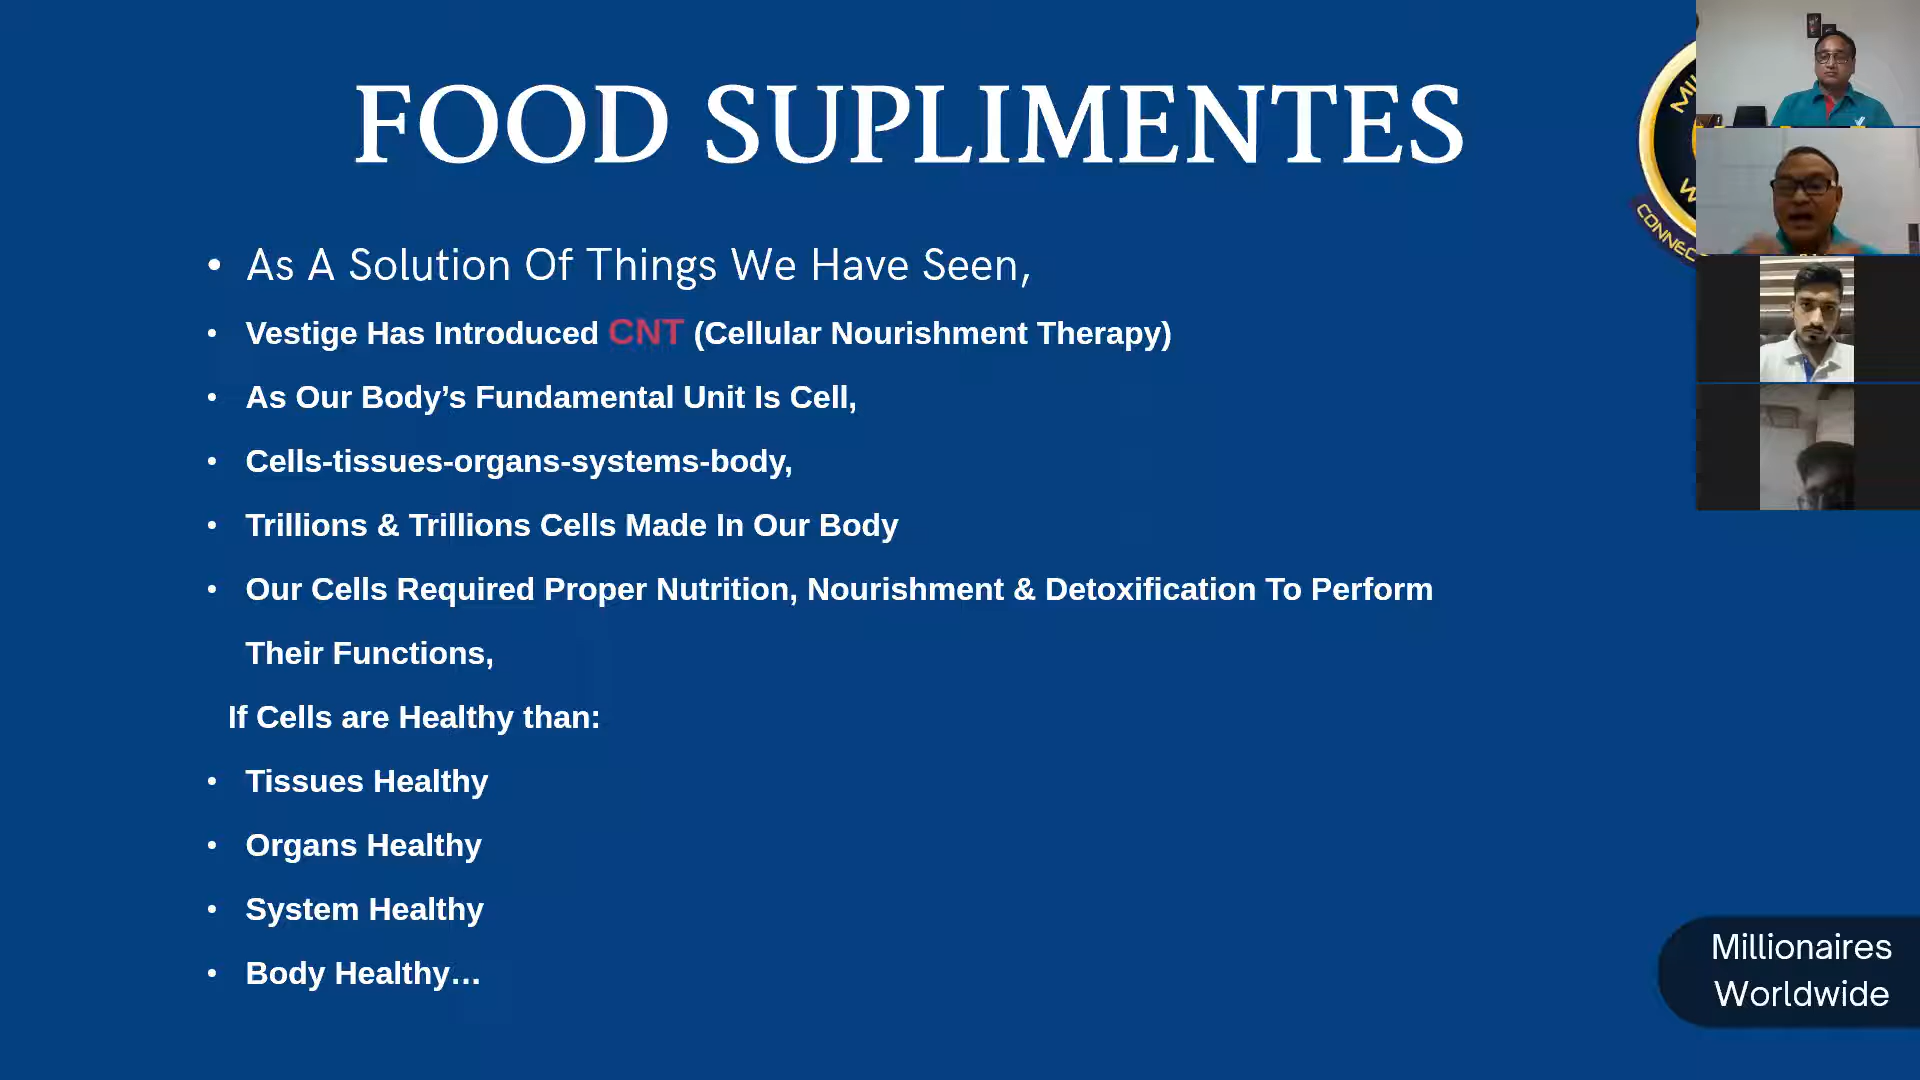 FOOD SUPLIMENTES
• As A Solution Of Things We Have Seen,
• Vestige Has Introduced CNT (Cellular Nourishment Therapy)
• As Our Body’s Fundamental Unit Is Cell,
• Cells-tissues-organs-systems-body,
• Trillions & Trillions Cells Made In Our Body
• Our Cells Required Proper Nutrition, Nourishment & Detoxification To Perform
Their Functions,
If Cells are Healthy than:
• Tissues Healthy
• Organs Healthy
• System Healthy
• Body Healthy...
Millionaires
Worldwide